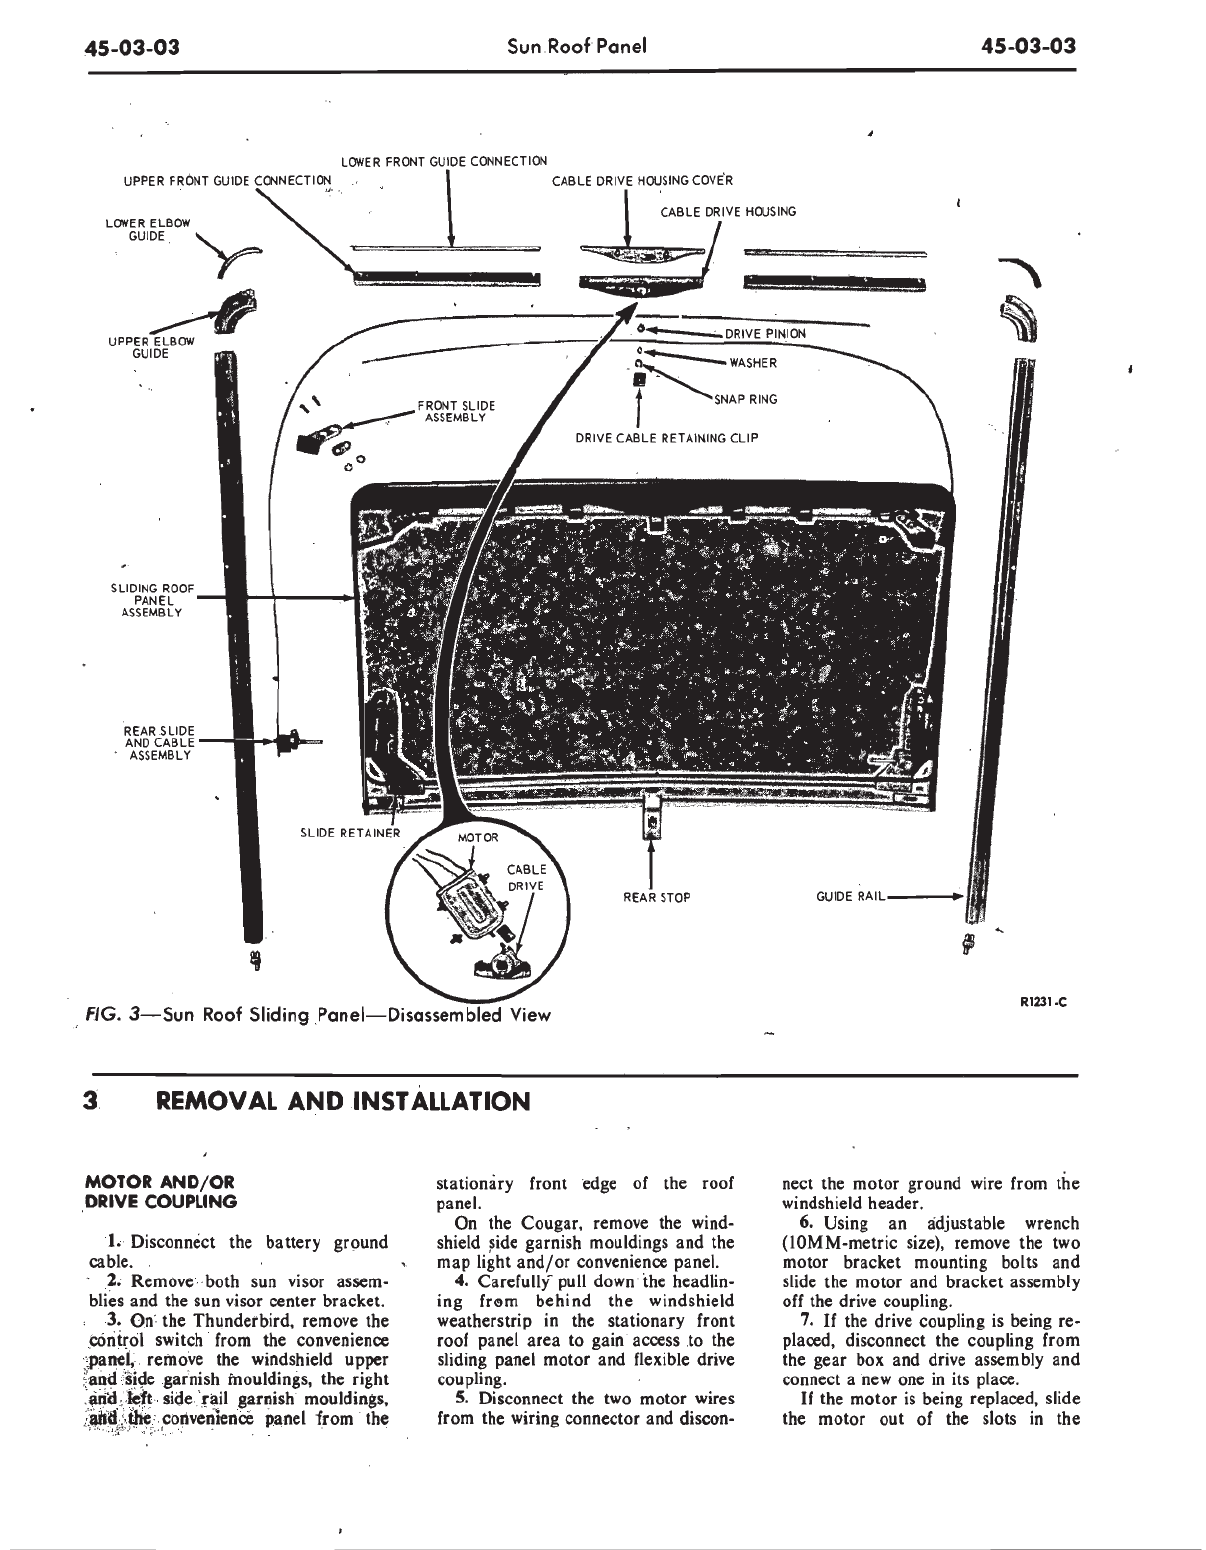 45-03-03 Sun Roof Panel 45-03-03
LOWER FRONT GUIDE CONNECTION
UPPER FRONT GUIDE CONNECTION
CABLE DRIVE HOUSING COVER
CABLE DRIVE HOUSING
LOWER ELBOW
GUIDE
UPPER ELBOW
GUIDE
DRIVE PINION
WASHER
SNAP RING
FRONT SLIDE
ASSEMBLY
DRIVE CABLE RETAINING CLIP
SLIDING ROOF
PANEL
ASSEMBLY
REAR SLIDE
AND CABLE
ASSEMBLY
SLIDE RETAINER
MOTOR
CABLE
DRIVE
REAR STOP
GUIDE RAIL
R1231-C
FIG. 3—Sun Roof Sliding Panel—Disassembled View
3 REMOVAL AND INSTALLATION
MOTOR AND/OR
DRIVE COUPLING
1. Disconnect the battery ground
cable.
2. Remove both sun visor assem-
blies and the sun visor center bracket.
3. On the Thunderbird, remove the
control switch from the convenience
panel, remove the windshield upper
and side garnish mouldings, the right
and left side rail garnish mouldings,
and the convenience panel from the
stationary front edge of the roof
panel.
On the Cougar, remove the wind-
shield side garnish mouldings and the
map light and/or convenience panel.
4. Carefully pull down the headlin-
ing from behind the windshield
weatherstrip in the stationary front
roof panel area to gain access to the
sliding panel motor and flexible drive
coupling.
5. Disconnect the two motor wires
from the wiring connector and discon-
nect the motor ground wire from the
windshield header.
6. Using an adjustable wrench
(10MM-metric size), remove the two
motor bracket mounting bolts and
slide the motor and bracket assembly
off the drive coupling.
7. If the drive coupling is being re-
placed, disconnect the coupling from
the gear box and drive assembly and
connect a new one in its place.
If the motor is being replaced, slide
the motor out of the slots in the